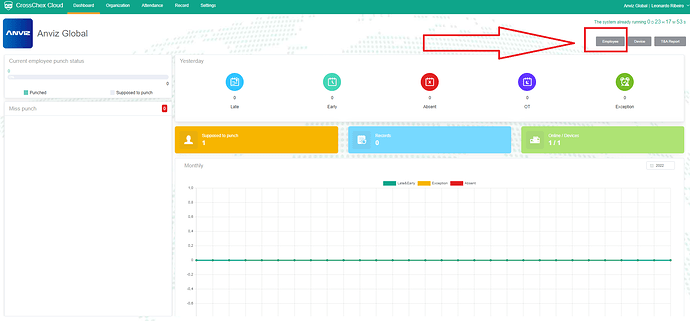 CrossChex Cloud Dashboard Organization Attendance Record Settings Anviz Global / Leonardo Ribeiro
The system already running 0 D 23 H 17 M 53 S
ANViZ Anviz Global
Employee Device T&A Report
Current employee punch status
0
0
Punched Supposed to punch
Miss punch 0
Yesterday
0 0 0 0 0
Late Early Absent OT Exception
Supposed to punch
1
Records
0
Online / Devices
1 / 1
Monthly 2022
Late/Early Exception Absent
1
0.8
0.6
0.4
0.2
0
-0.2
-0.4
-0.6
-0.8